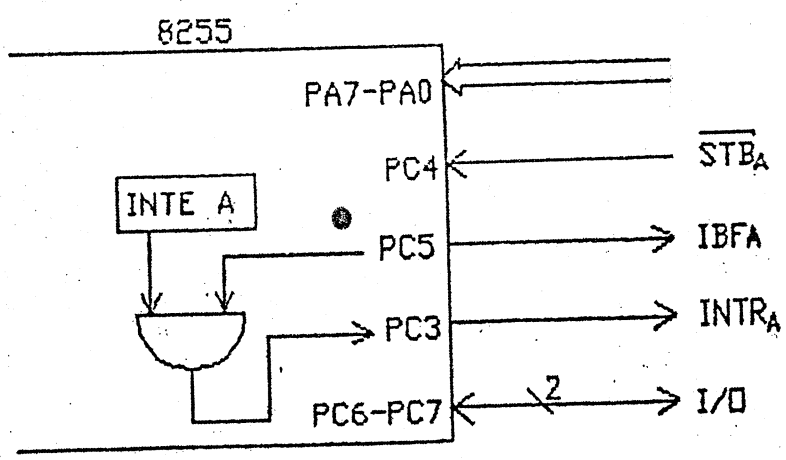 8255
PA7-PA0
PC4
STBA
INTE A
PC5
IBFA
PC3
INTRA
PC6-PC7
2
I/O